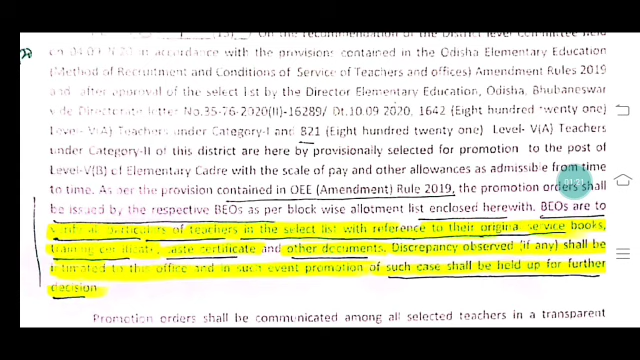 (15), On the recommendation of the District level Committee held
on 04.09 in accordance with the provisions contained in the Odisha Elementary Education
(Method of Recruitment and Conditions of Service of Teachers and offices) Amendment Rules 2019
and after approval of the select list by the Director Elementary Education, Odisha, Bhubaneswar
vide Directorate letter No.35-76-2020(II)-16289/ Dt.10.09 2020, 1642 (Eight hundred twenty one)
Level- V(A) Teachers under Category-I and 821 (Eight hundred twenty one) Level- V(A) Teachers
under Category-II of this district are here by provisionally selected for promotion to the post of
Level-V(B) of Elementary Cadre with the scale of pay and other allowances as admissible from time
to time. As per the provision contained in OEE (Amendment) Rule 2019, the promotion orders shall
be issued by the respective BEOs as per block wise allotment list enclosed herewith. BEOs are to
verify all particulars of teachers in the select list with reference to their original service books,
training certificate, caste certificate and other documents. Discrepancy observed (if any) shall be
intimated to this office and in such event promotion of such case shall be held up for further
decision
Promotion orders shall be communicated among all selected teachers in a transparent